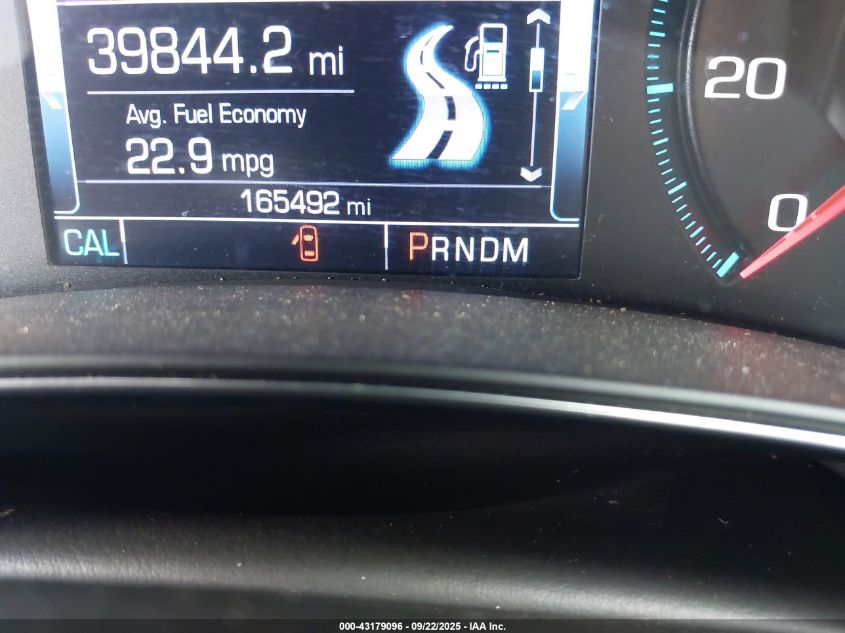 39844.2 mi
Avg. Fuel Economy
22.9 mpg
165492 mi
CAL PRNDM
20
0
000-43179096 - 09/22/2025 - IAA Inc.